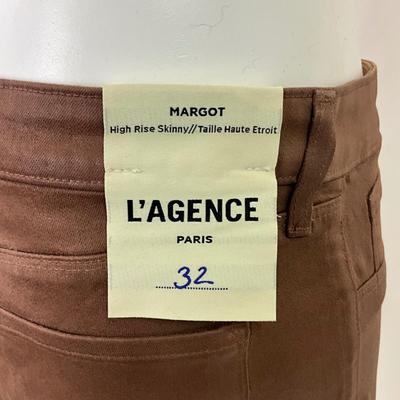 MARGOT
High Rise Skinny//Taille Haute Etroit
L'AGENCE
PARIS
32